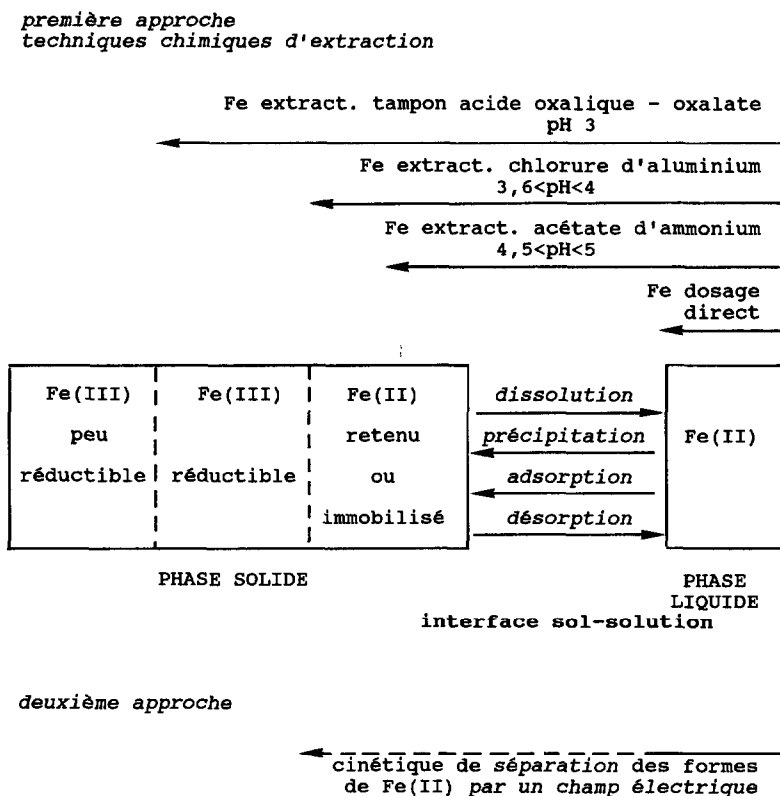 première approche
techniques chimiques d'extraction
Fe extract. tampon acide oxalique - oxalate
pH 3
Fe extract. chlorure d'aluminium
3,6<pH<4
Fe extract. acétate d'ammonium
4,5<pH<5
Fe dosage
direct
Fe(III)
peu
réductible
Fe(III)
réductible
Fe(II)
retenu
ou
immobilisé
dissolution
précipitation
adsorption
désorption
Fe(II)
PHASE SOLIDE
PHASE
LIQUIDE
interface sol-solution
deuxième approche
cinétique de séparation des formes
de Fe(II) par un champ électrique